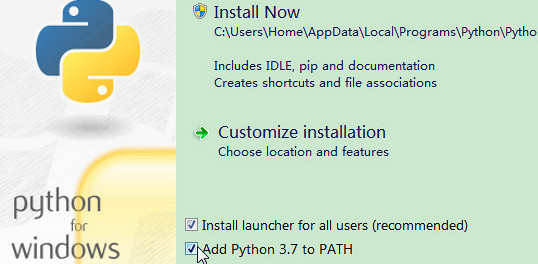 Install Now
C:\Users\Home\AppData\Local\Programs\Python\Pytho
Includes IDLE, pip and documentation
Creates shortcuts and file associations
Customize installation
Choose location and features
python
for
windows
Install launcher for all users (recommended)
Add Python 3.7 to PATH